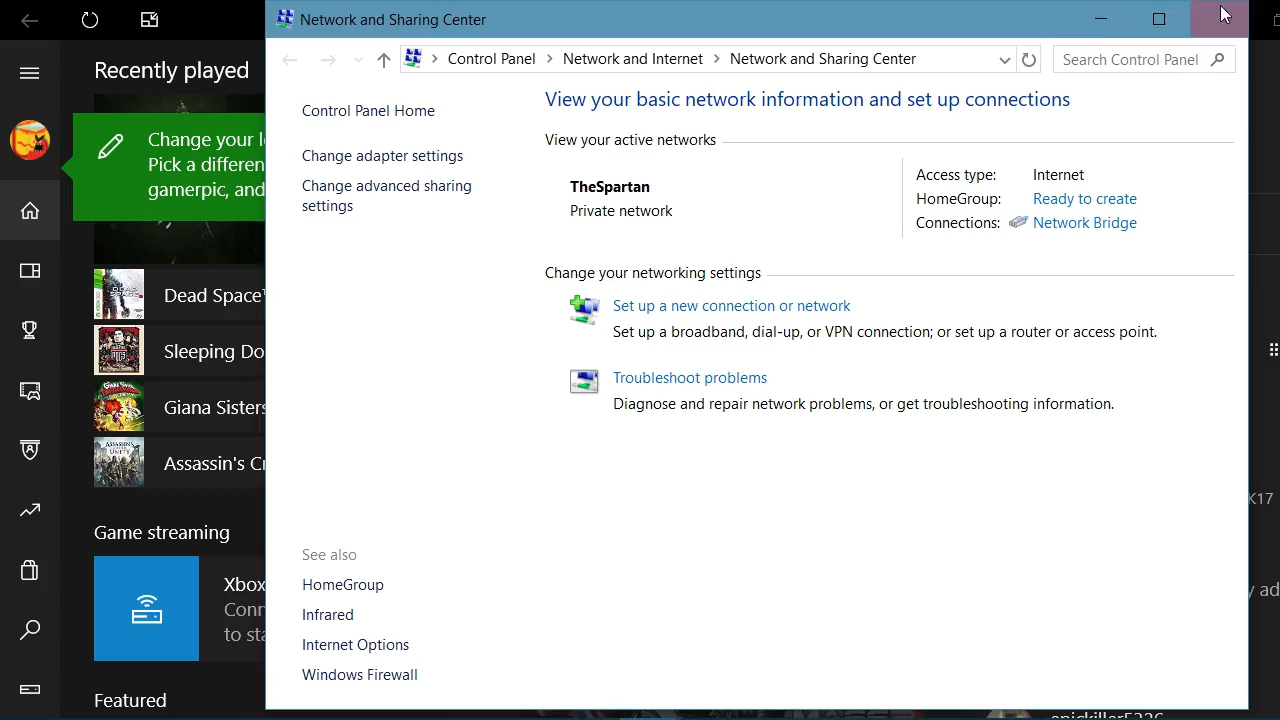 Network and Sharing Center
Control Panel
Network and Internet
Network and Sharing Center
Search Control Panel
Recently played
Change your
Pick a differen
gamerpic, and
Dead Space
Sleeping Do
Giana Sisters
Assassin's Cr
Game streaming
Xbox
Conn
to sta
Featured
Control Panel Home
Change adapter settings
Change advanced sharing
settings
See also
HomeGroup
Infrared
Internet Options
Windows Firewall
View your basic network information and set up connections
View your active networks
TheSpartan
Private network
Access type: Internet
HomeGroup: Ready to create
Connections: Network Bridge
Change your networking settings
Set up a new connection or network
Set up a broadband, dial-up, or VPN connection; or set up a router or access point.
Troubleshoot problems
Diagnose and repair network problems, or get troubleshooting information.
K17
y ad